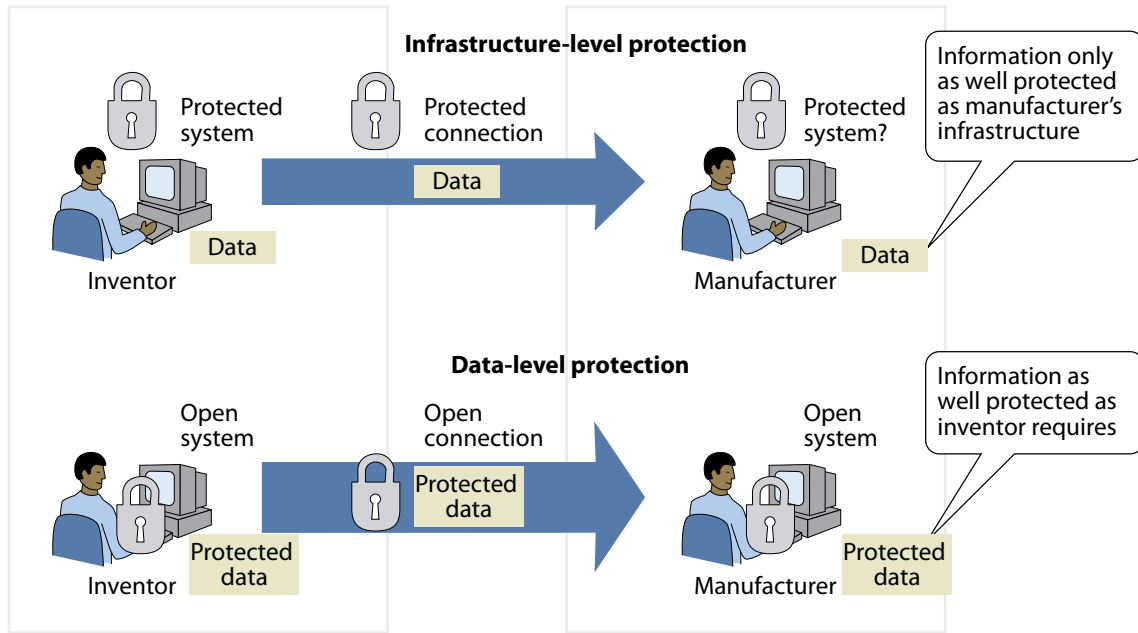 Infrastructure-level protection
Protected
system
Protected
connection
Protected
system?
Information only
as well protected
as manufacturer’s
infrastructure
Data
Data
Data
Inventor
Manufacturer
Data-level protection
Open
system
Open
connection
Open
system
Information as
well protected as
inventor requires
Protected
data
Protected
data
Protected
data
Inventor
Manufacturer